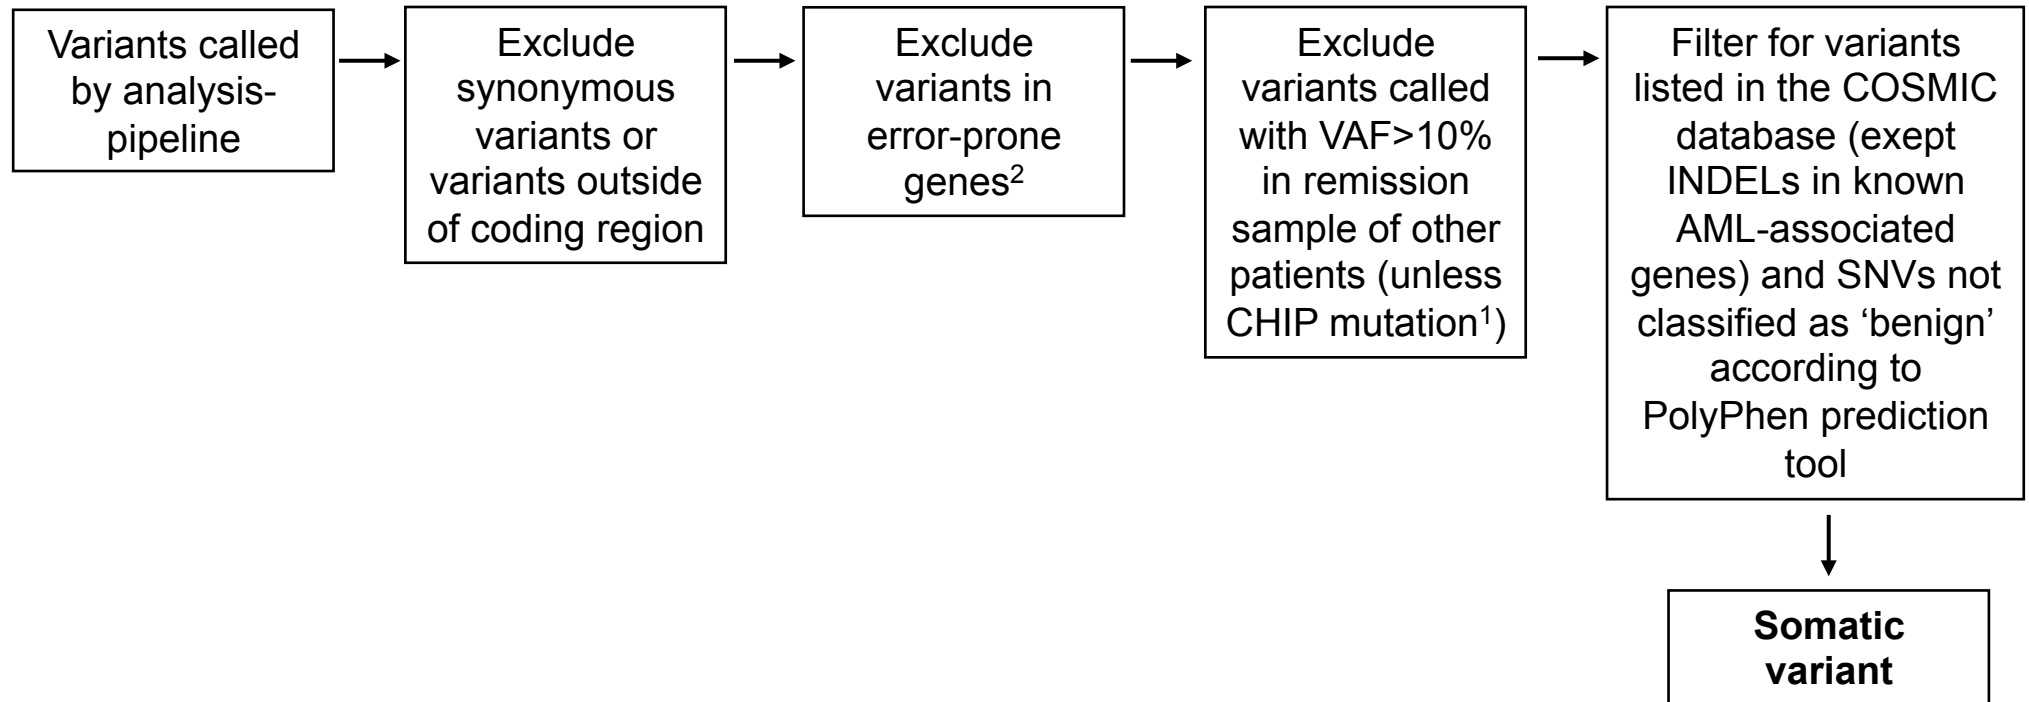 Variants called
by analysis-
pipeline
Exclude
synonymous
variants or
variants outside
of coding region
Exclude
variants in
error-prone
genes²
Exclude
variants called
with VAF>10%
in remission
sample of other
patients (unless
CHIP mutation¹)
Filter for variants
listed in the COSMIC
database (exept
INDELs in known
AML-associated
genes) and SNVs not
classified as ‘benign’
according to
PolyPhen prediction
tool
Somatic
variant